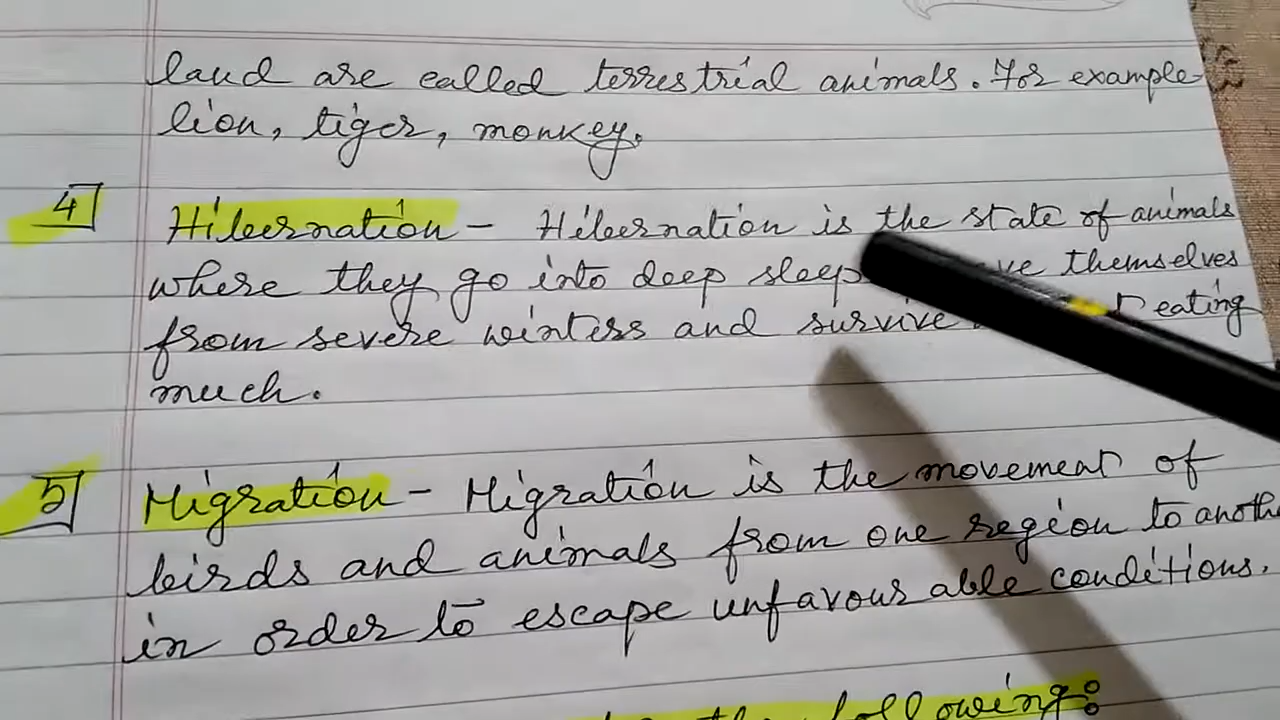 land are called terrestrial animals. For example
lion, tiger, monkey.
4 Hibernation - Hibernation is the state of animals
where they go into deep sleep themselves
from severe winters and survive eating
much.
5 Migration - Migration is the movement of
birds and animals from one region to anothe
in order to escape unfavourable conditions.
the following: